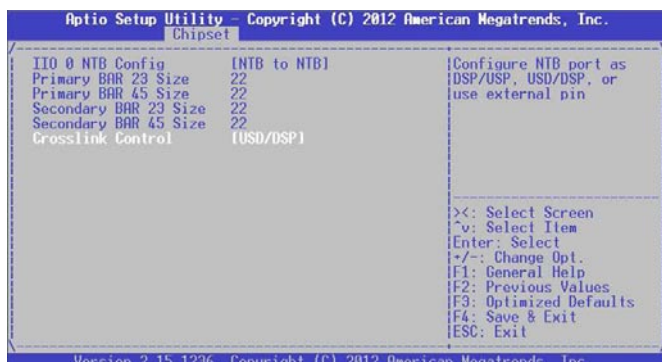 Aptio Setup Utility - Copyright (C) 2012 American Megatrends, Inc.
Chipset
IIO 0 NTB Config [NTB to NTB]
Primary BAR 23 Size 22
Primary BAR 45 Size 22
Secondary BAR 23 Size 22
Secondary BAR 45 Size 22
Crosslink Control [USD/DSP]
Configure NTB port as
DSP/USP, USD/DSP, or
use external pin
><: Select Screen
^v: Select Item
Enter: Select
+/-: Change Opt.
F1: General Help
F2: Previous Values
F3: Optimized Defaults
F4: Save & Exit
ESC: Exit
Version 2.15.1236. Copyright (C) 2012 American Megatrends, Inc.